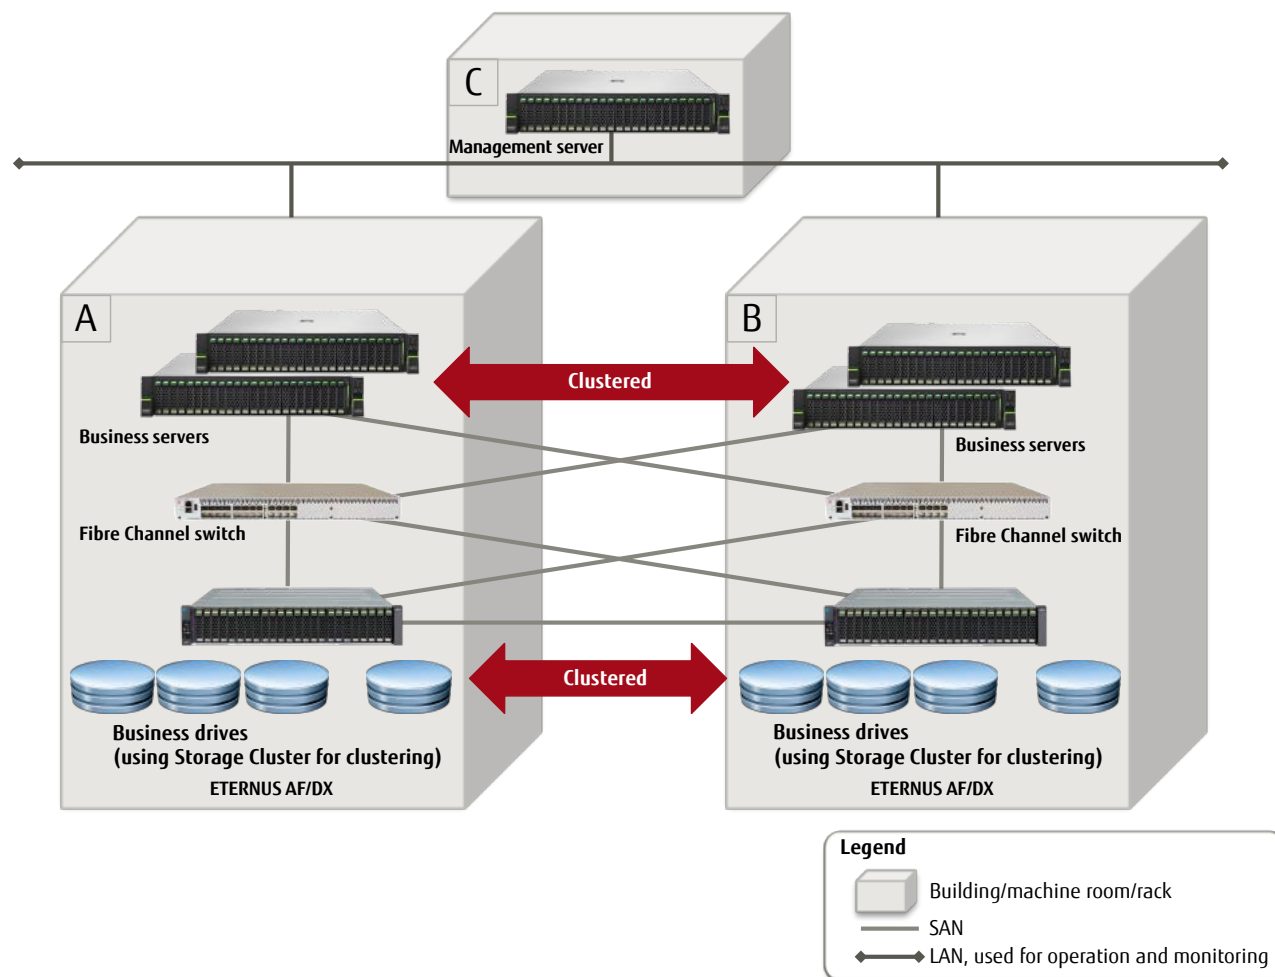 C
Management server
A
B
Clustered
Business servers
Business servers
Fibre Channel switch
Fibre Channel switch
Clustered
Business drives
(using Storage Cluster for clustering)
ETERNUS AF/DX
Business drives
(using Storage Cluster for clustering)
ETERNUS AF/DX
Legend
Building/machine room/rack
SAN
LAN, used for operation and monitoring